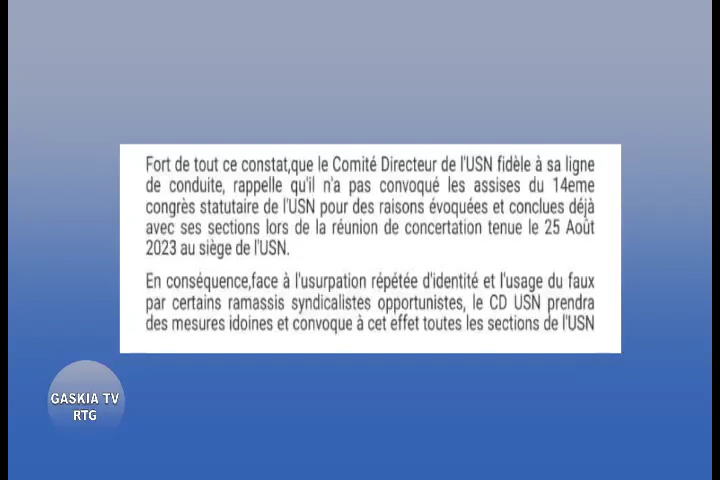 Fort de tout ce constat,que le Comité Directeur de l'USN fidèle à sa ligne
de conduite, rappelle qu'il n'a pas convoqué les assises du 14eme
congrès statutaire de l'USN pour des raisons évoquées et conclues déjà
avec ses sections lors de la réunion de concertation tenue le 25 Août
2023 au siège de l'USN.
En conséquence,face à l'usurpation répétée d'identité et l'usage du faux
par certains ramassis syndicalistes opportunistes, le CD USN prendra
des mesures idoines et convoque à cet effet toutes les sections de l'USN
GASKIA TV
RTG